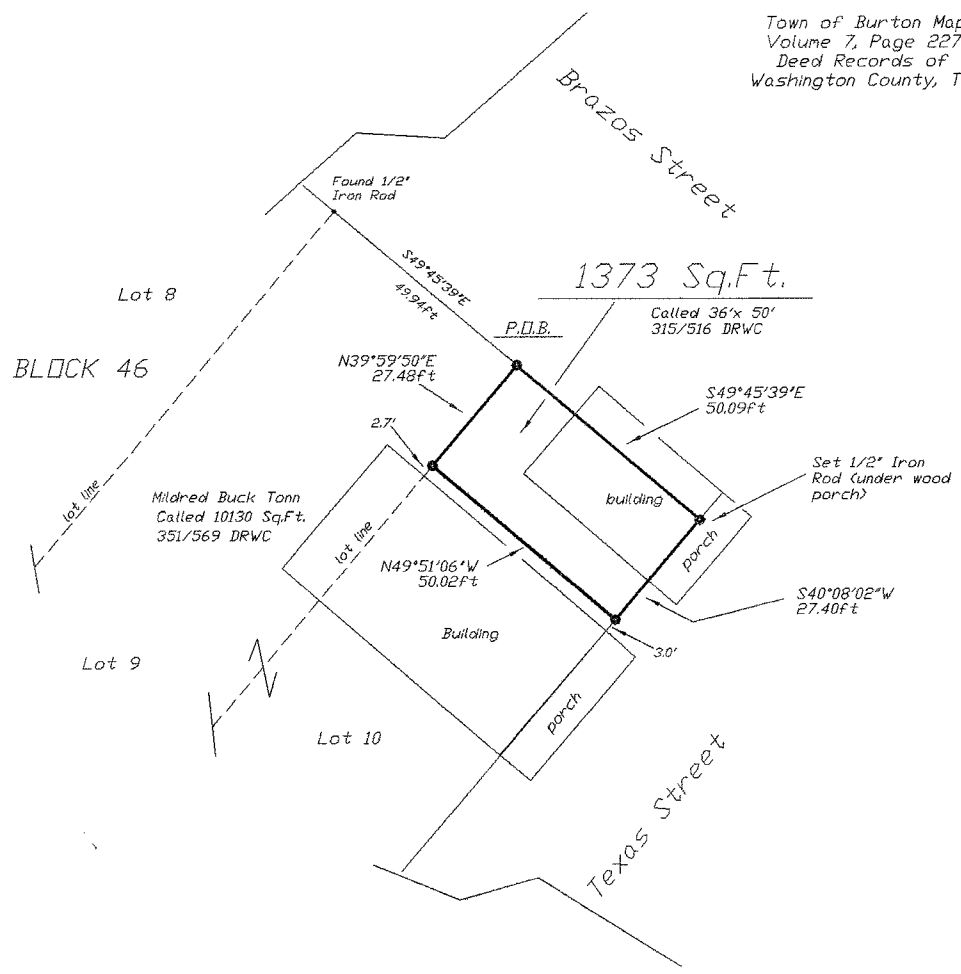 Town of Burton Map
Volume 7, Page 227
Deed Records of
Washington County, T
Brazos Street
Found 1/2"
Iron Rod
S49°45'39"E
49.94ft
1373 Sq.Ft.
Called 36'x 50'
315/516 DRWC
Lot 8
P.O.B.
BLOCK 46
N39°59'50"E
27.48ft
S49°45'39"E
50.09ft
2.7'
Set 1/2" Iron
Rod (under wood
porch)
building
lot line
Mildred Buck Tonn
Called 10130 Sq.Ft.
351/569 DRWC
lot line
porch
N49°51'06"W
50.02ft
S40°08'02"W
27.40ft
Building
3.0'
Lot 9
porch
Lot 10
Texas Street